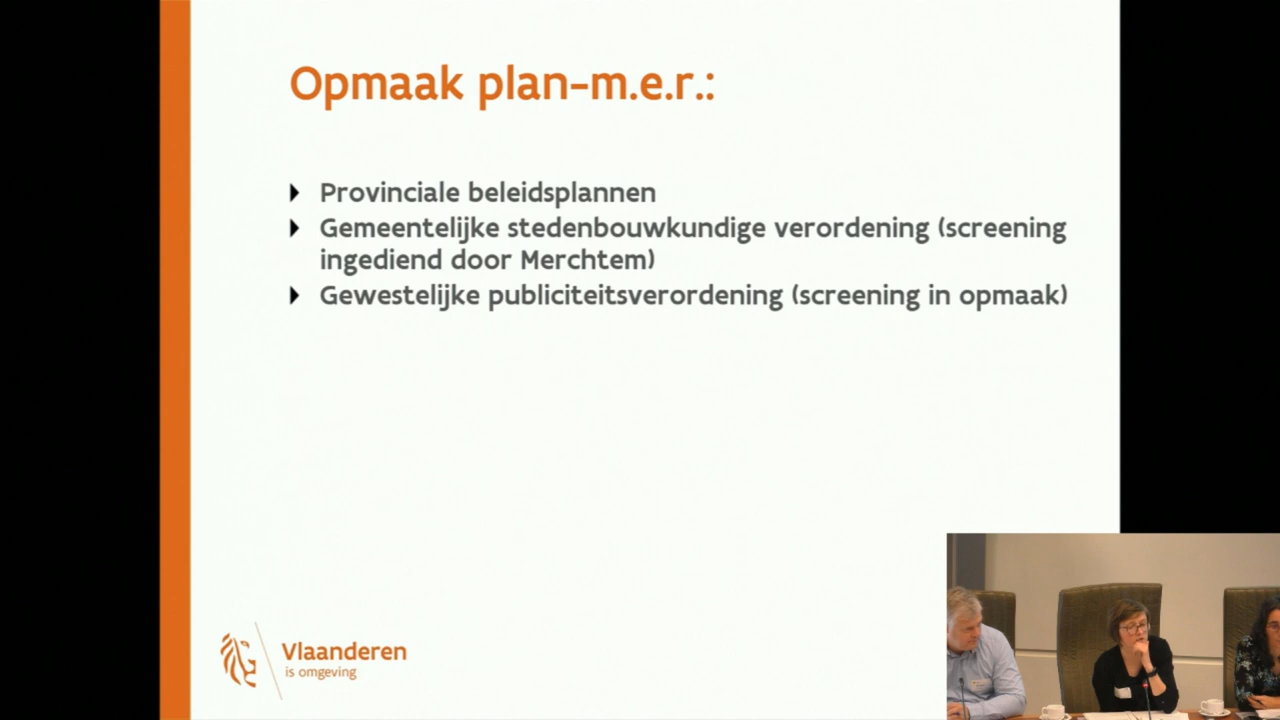 Opmaak plan-m.e.r.:
Provinciale beleidsplannen
Gemeentelijke stedenbouwkundige verordening (screening
ingediend door Merchtem)
Gewestelijke publiciteitsverordening (screening in opmaak)
Vlaanderen
is omgeving